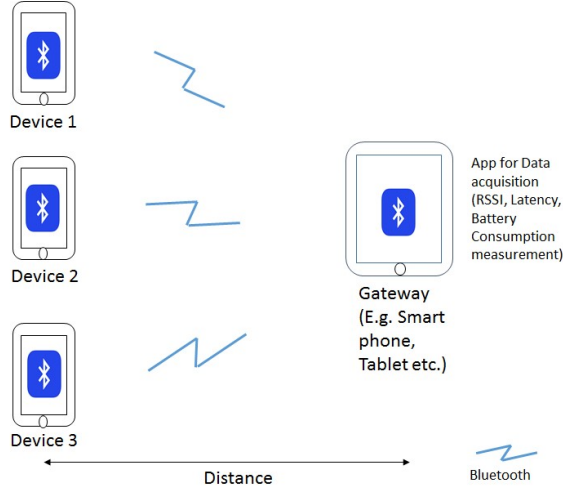 Device 1
Device 2
Device 3
App for Data
acquisition
(RSSI, Latency,
Battery
Consumption
measurement)
Gateway
(E.g. Smart
phone,
Tablet etc.)
Distance
Bluetooth